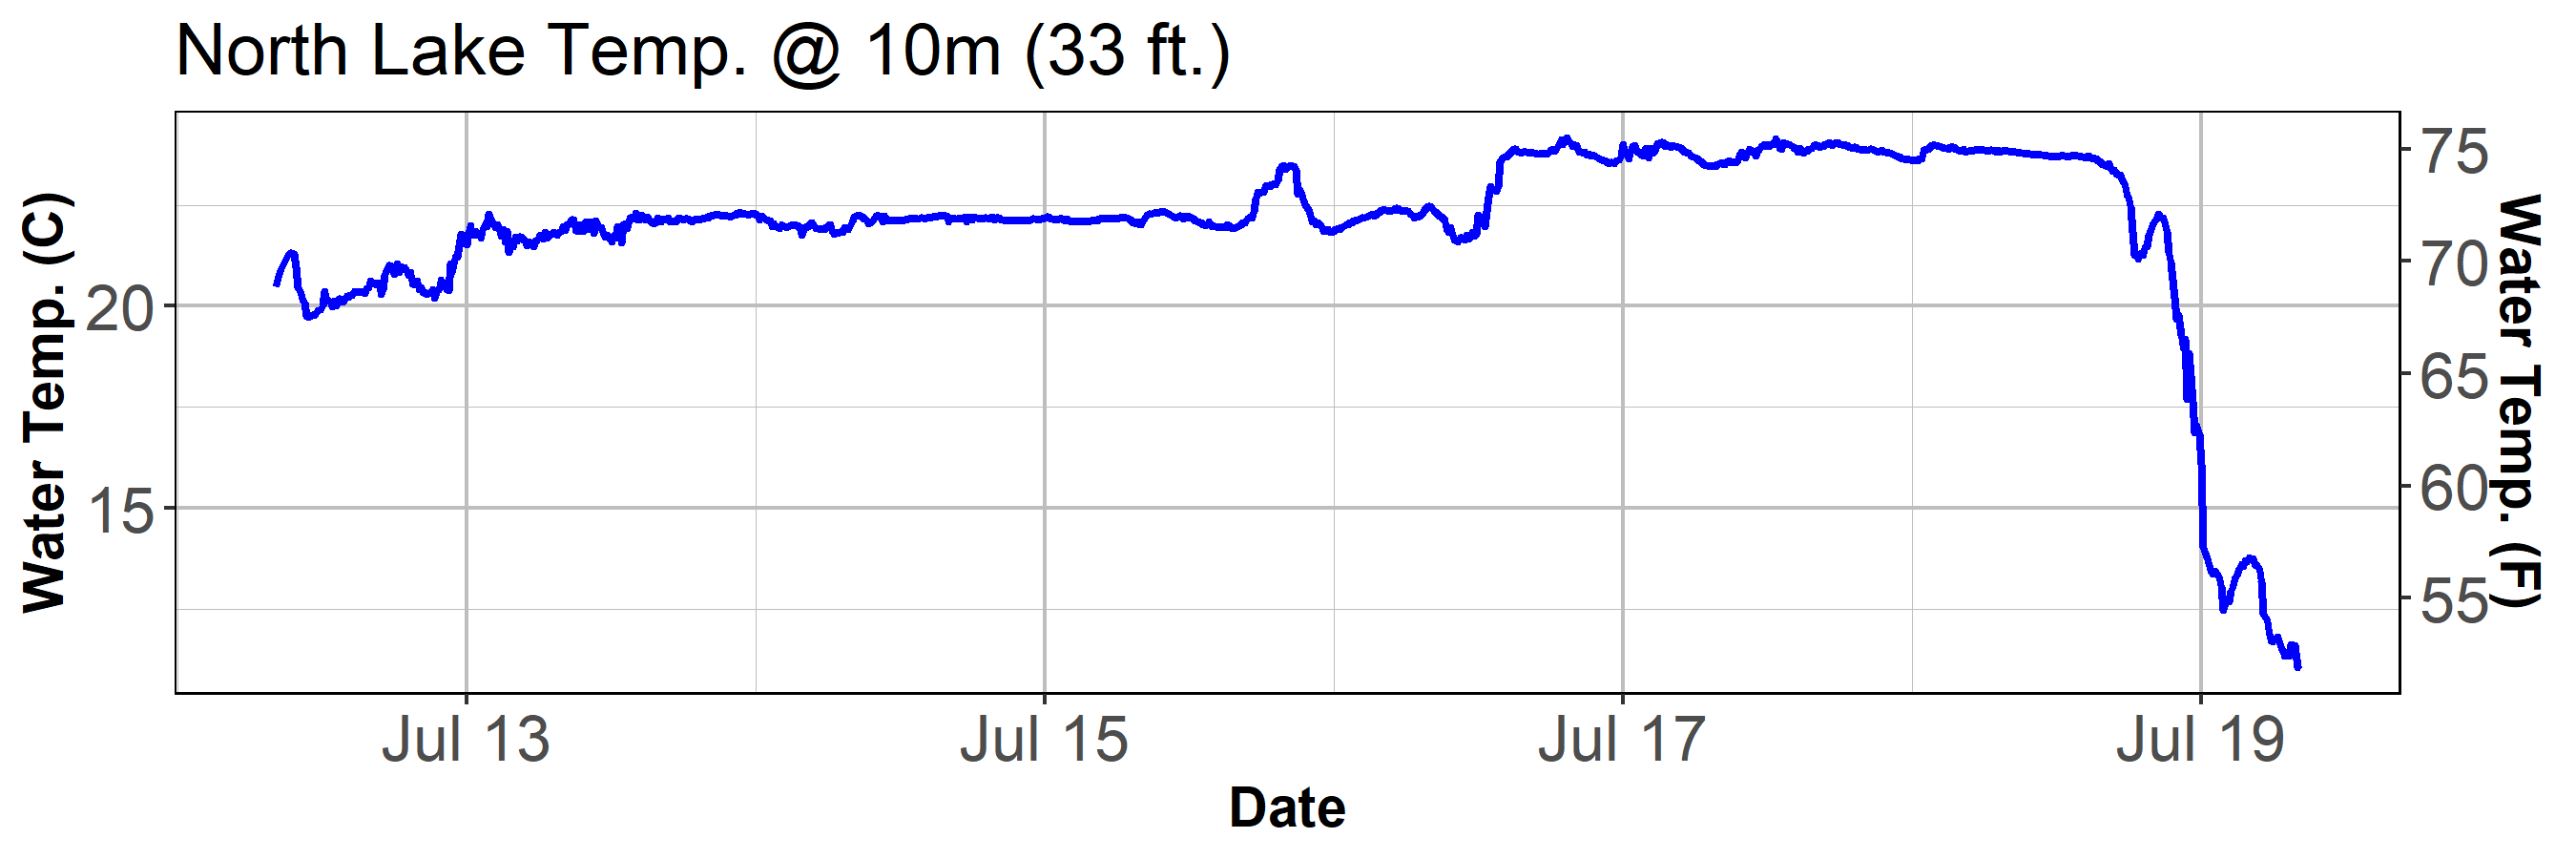 North Lake Temp. @ 10m (33 ft.)
Water Temp. (C)
20
15
75
70
65
60
55
Water Temp. (F)
Jul 13 Jul 15 Jul 17 Jul 19
Date